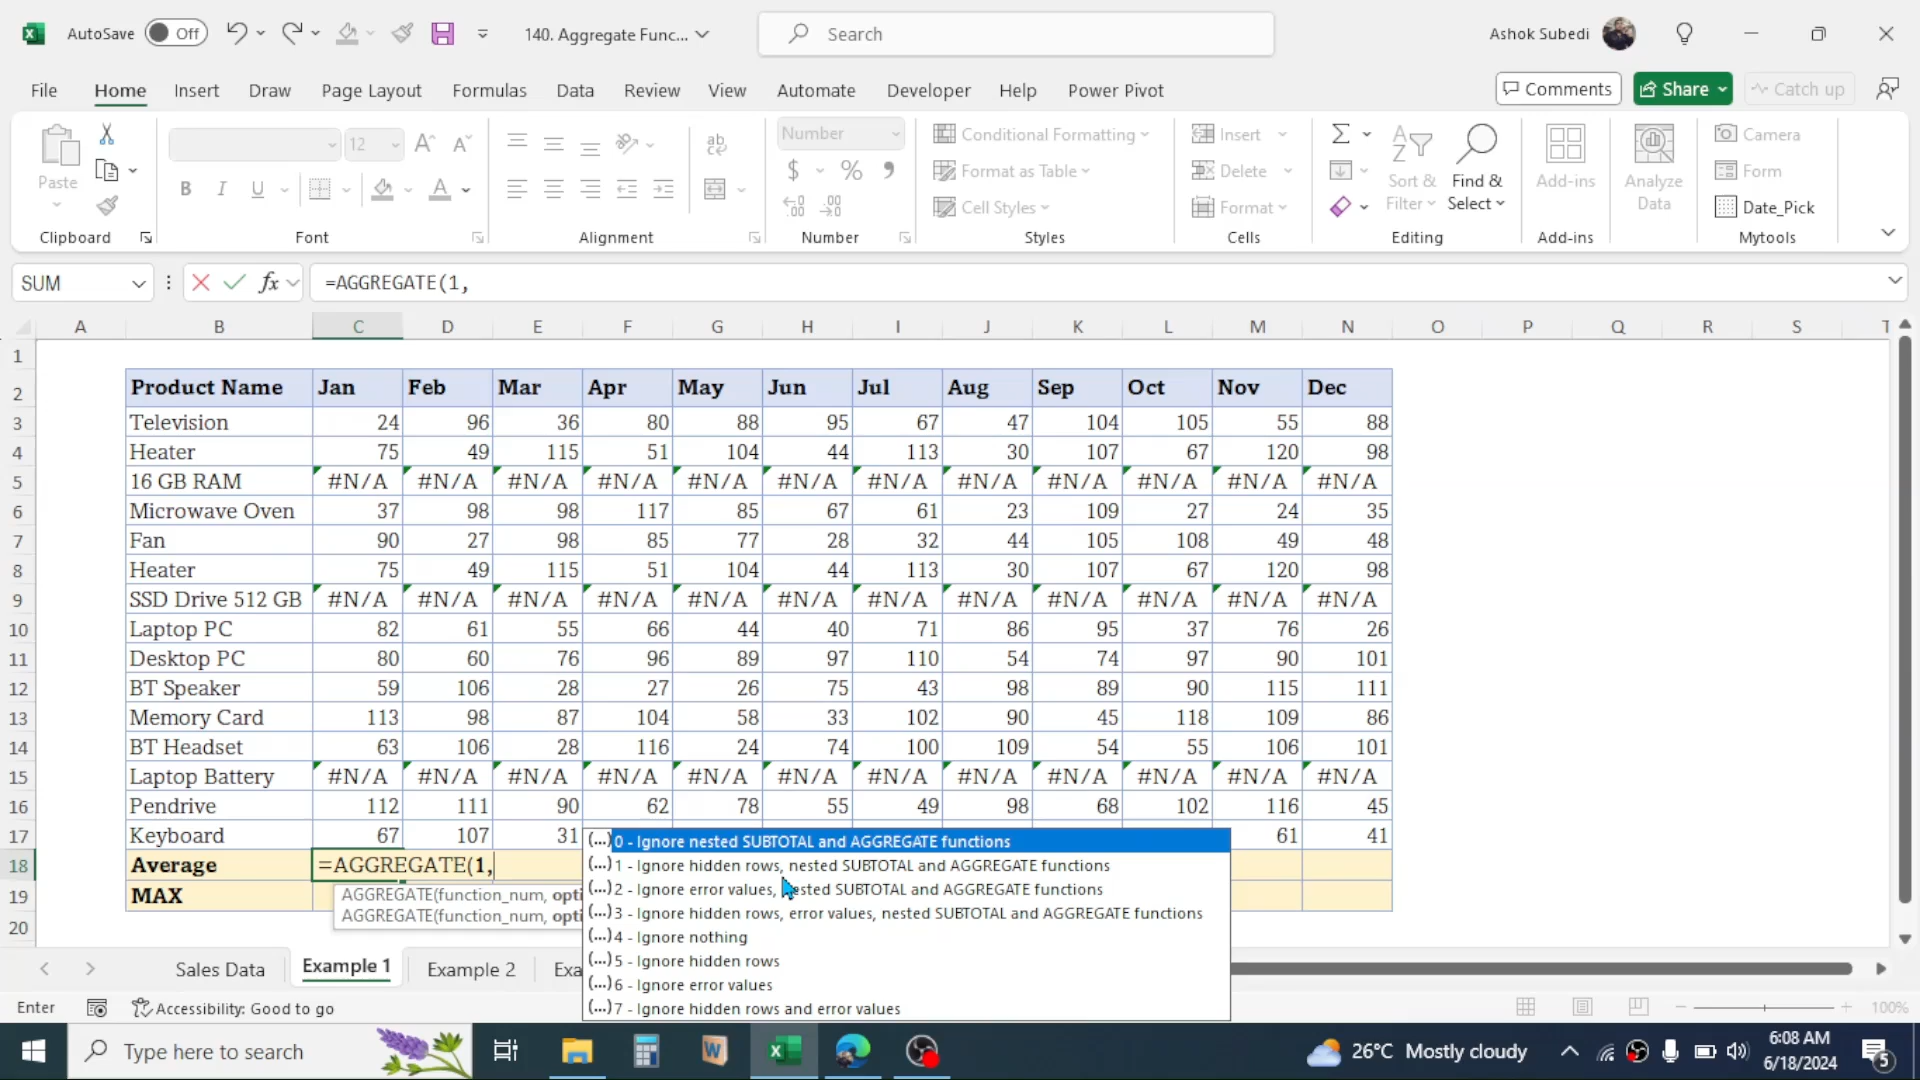 AutoSave Off 140. Aggregate Func... Search Ashok Subedi
File Home Insert Draw Page Layout Formulas Data Review View Automate Developer Help Power Pivot Comments Share Catch up
Paste
Clipboard
12
B I U A
Font
ab
Alignment
Number
$ % 9
Number
Conditional Formatting
Format as Table
Cell Styles
Styles
Insert
Delete
Format
Cells
Sort & Filter
Find & Select
Editing
Add-ins
Add-ins
Analyze Data
Camera
Form
Date_Pick
Mytools
SUM fx =AGGREGATE(1,
A B C D E F G H I J K L M N O P Q R S T
1
2 Product Name Jan Feb Mar Apr May Jun Jul Aug Sep Oct Nov Dec
3 Television 24 96 36 80 88 95 67 47 104 105 55 88
4 Heater 75 49 115 51 104 44 113 30 107 67 120 98
5 16 GB RAM #N/A #N/A #N/A #N/A #N/A #N/A #N/A #N/A #N/A #N/A #N/A #N/A
6 Microwave Oven 37 98 98 117 85 67 61 23 109 27 24 35
7 Fan 90 27 98 85 77 28 32 44 105 108 49 48
8 Heater 75 49 115 51 104 44 113 30 107 67 120 98
9 SSD Drive 512 GB #N/A #N/A #N/A #N/A #N/A #N/A #N/A #N/A #N/A #N/A #N/A #N/A
10 Laptop PC 82 61 55 66 44 40 71 86 95 37 76 26
11 Desktop PC 80 60 76 96 89 97 110 54 74 97 90 101
12 BT Speaker 59 106 28 27 26 75 43 98 89 90 115 111
13 Memory Card 113 98 87 104 58 33 102 90 45 118 109 86
14 BT Headset 63 106 28 116 24 74 100 109 54 55 106 101
15 Laptop Battery #N/A #N/A #N/A #N/A #N/A #N/A #N/A #N/A #N/A #N/A #N/A #N/A
16 Pendrive 112 111 90 62 78 55 49 98 68 102 116 45
17 Keyboard 67 107 31 61 41
18 Average =AGGREGATE(1,
19 MAX
20
AGGREGATE(function_num, opti
AGGREGATE(function_num, opti
(...) 0 - Ignore nested SUBTOTAL and AGGREGATE functions
(...) 1 - Ignore hidden rows, nested SUBTOTAL and AGGREGATE functions
(...) 2 - Ignore error values, nested SUBTOTAL and AGGREGATE functions
(...) 3 - Ignore hidden rows, error values, nested SUBTOTAL and AGGREGATE functions
(...) 4 - Ignore nothing
(...) 5 - Ignore hidden rows
(...) 6 - Ignore error values
(...) 7 - Ignore hidden rows and error values
Sales Data Example 1 Example 2 Exa
Enter Accessibility: Good to go 100%
Type here to search 26°C Mostly cloudy 6:08 AM
6/18/2024 5